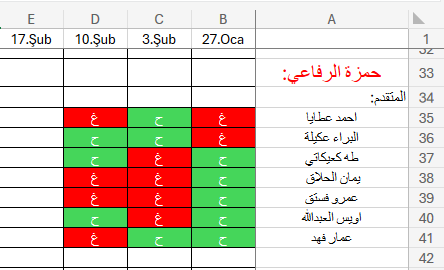 A B C D E
1 27.Oca 3.Şub 10.Şub 17.Şub
32
33 حمزة الرفاعي:
34 المتقدم:
35 احمد عطايا غ ح غ
36 البراء عكيلة غ ح ح
37 طه كعيكاتي ح غ ح
38 يمان الحلاق ح غ غ
39 عمرو فستق ح غ غ
40 اويس العبدالله ح غ ح
41 عمار فهد ح ح غ
42